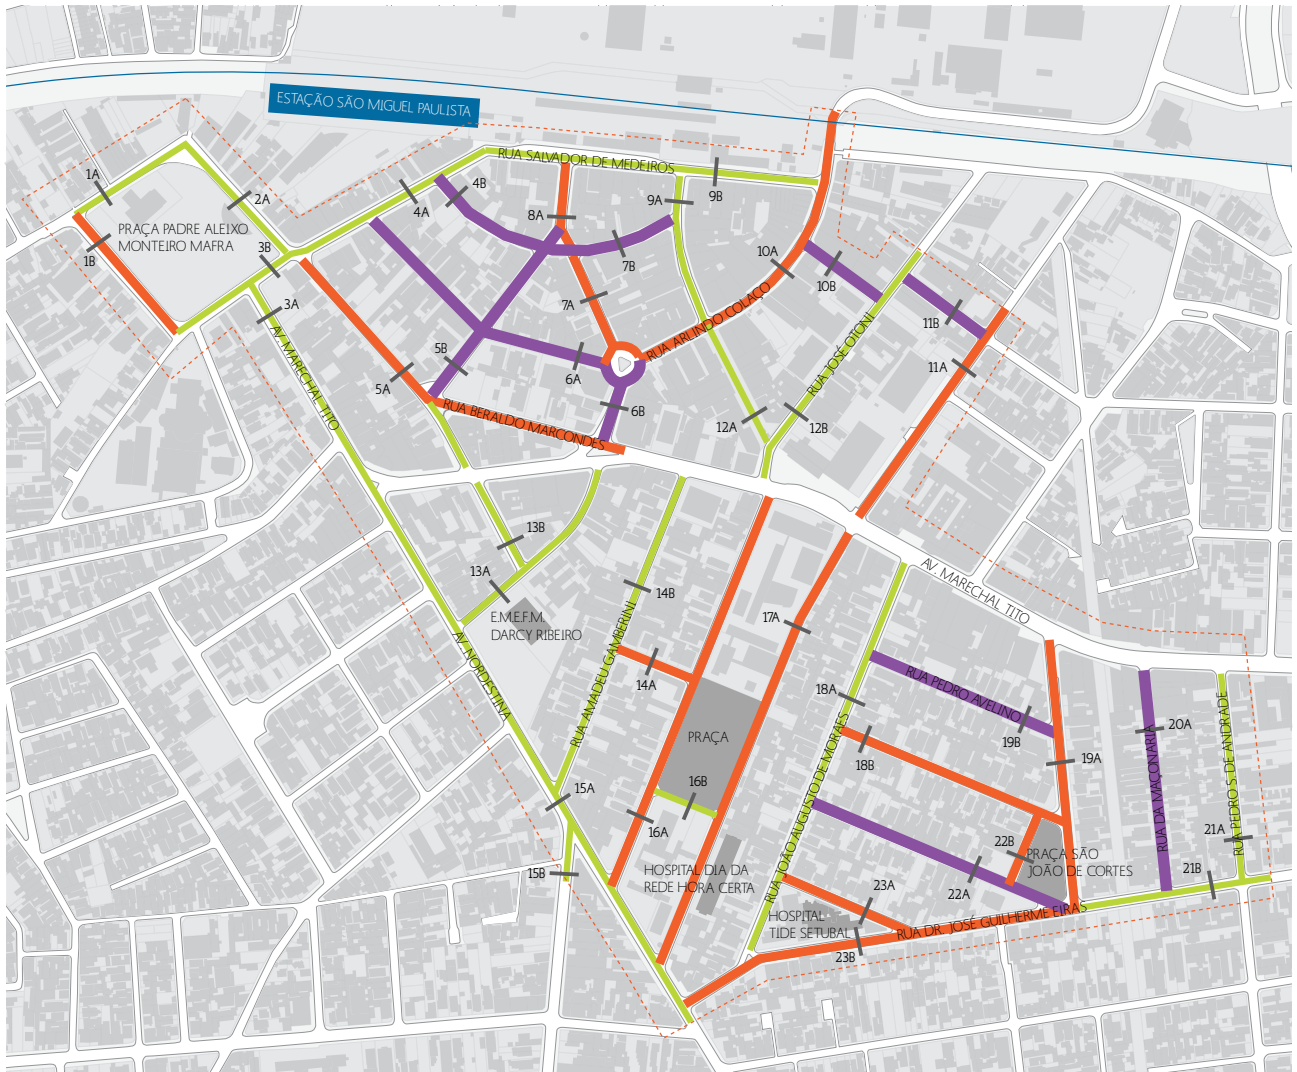 ESTAÇÃO SÃO MIGUEL PAULISTA
RUA SALVADOR DE MEDEIROS
1A
2A
4B
4A
9A
9B
8A
PRAÇA PADRE ALEIXO
MONTEIRO MAFRA
1B
3B
7B
10A
10B
3A
7A
RUA ARLINDO COLAÇO
11B
AV. MARECHAL TITO
5B
6A
RUA JOSÉ OTONI
11A
5A
RUA BERALDO MARCONDES
6B
12A
12B
13B
13A
E.M.E.F.M.
DARCY RIBEIRO
14B
AV. MARECHAL TITO
17A
AV. NORDESTINA
RUA AMADEU GAMBERINI
14A
18A
RUA PEDRO AVELINO
19B
20A
PRAÇA
18B
19A
RUA DA MAÇONARIA
RUA PEDRO S. DE ANDRADE
15A
16B
16A
RUA JOÃO AUGUSTO DE MORAES
22B
21A
PRAÇA SÃO
JOÃO DE CORTES
15B
HOSPITAL DIA DA
REDE HORA CERTA
23A
22A
21B
HOSPITAL
TIDE SETUBAL
RUA DR. JOSÉ GUILHERME EIRAS
23B